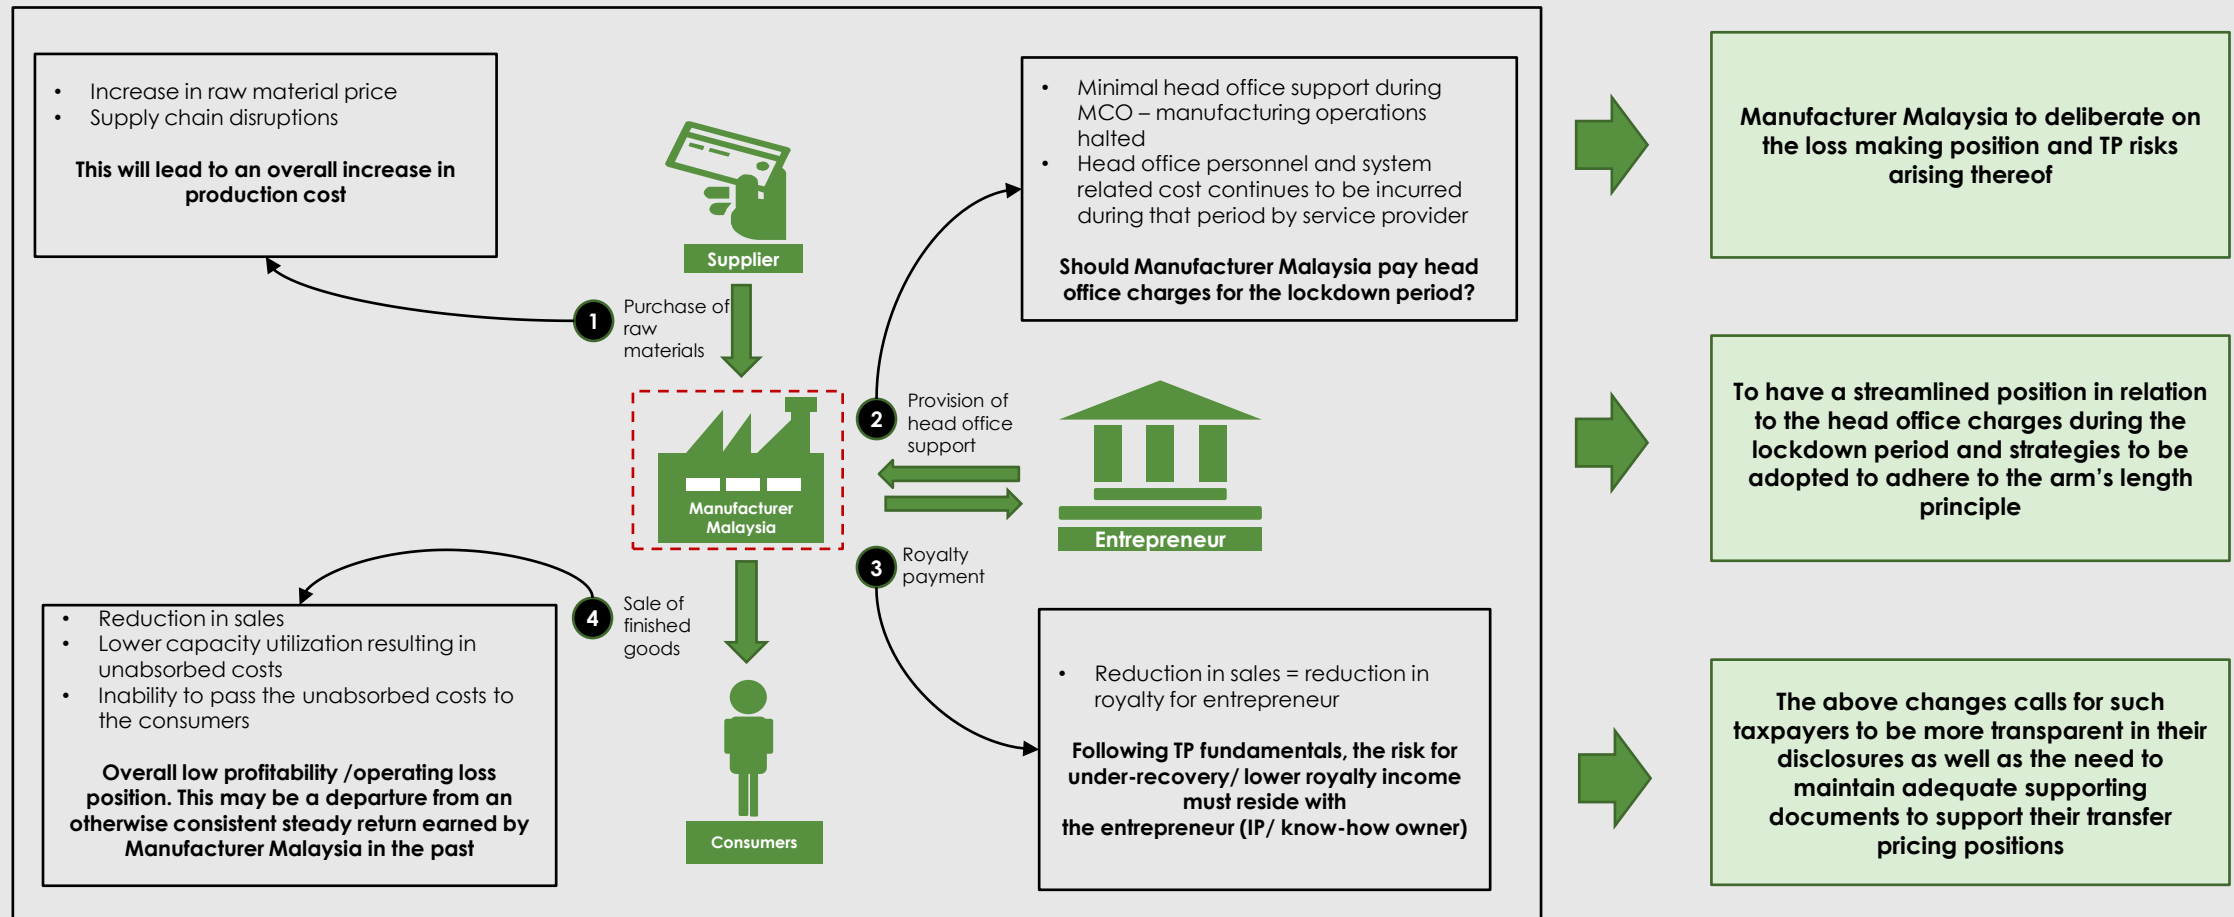 • Increase in raw material price
• Supply chain disruptions
This will lead to an overall increase in
production cost
Supplier
1
Purchase of
raw
materials
• Minimal head office support during
MCO – manufacturing operations
halted
• Head office personnel and system
related cost continues to be incurred
during that period by service provider
Should Manufacturer Malaysia pay head
office charges for the lockdown period?
2
Provision of
head office
support
Manufacturer
Malaysia
Entrepreneur
3
Royalty
payment
4
Sale of
finished
goods
• Reduction in sales
• Lower capacity utilization resulting in
unabsorbed costs
• Inability to pass the unabsorbed costs to
the consumers
Overall low profitability /operating loss
position. This may be a departure from an
otherwise consistent steady return earned by
Manufacturer Malaysia in the past
Consumers
• Reduction in sales = reduction in
royalty for entrepreneur
Following TP fundamentals, the risk for
under-recovery/ lower royalty income
must reside with
the entrepreneur (IP/ know-how owner)
Manufacturer Malaysia to deliberate on
the loss making position and TP risks
arising thereof
To have a streamlined position in relation
to the head office charges during the
lockdown period and strategies to be
adopted to adhere to the arm’s length
principle
The above changes calls for such
taxpayers to be more transparent in their
disclosures as well as the need to
maintain adequate supporting
documents to support their transfer
pricing positions